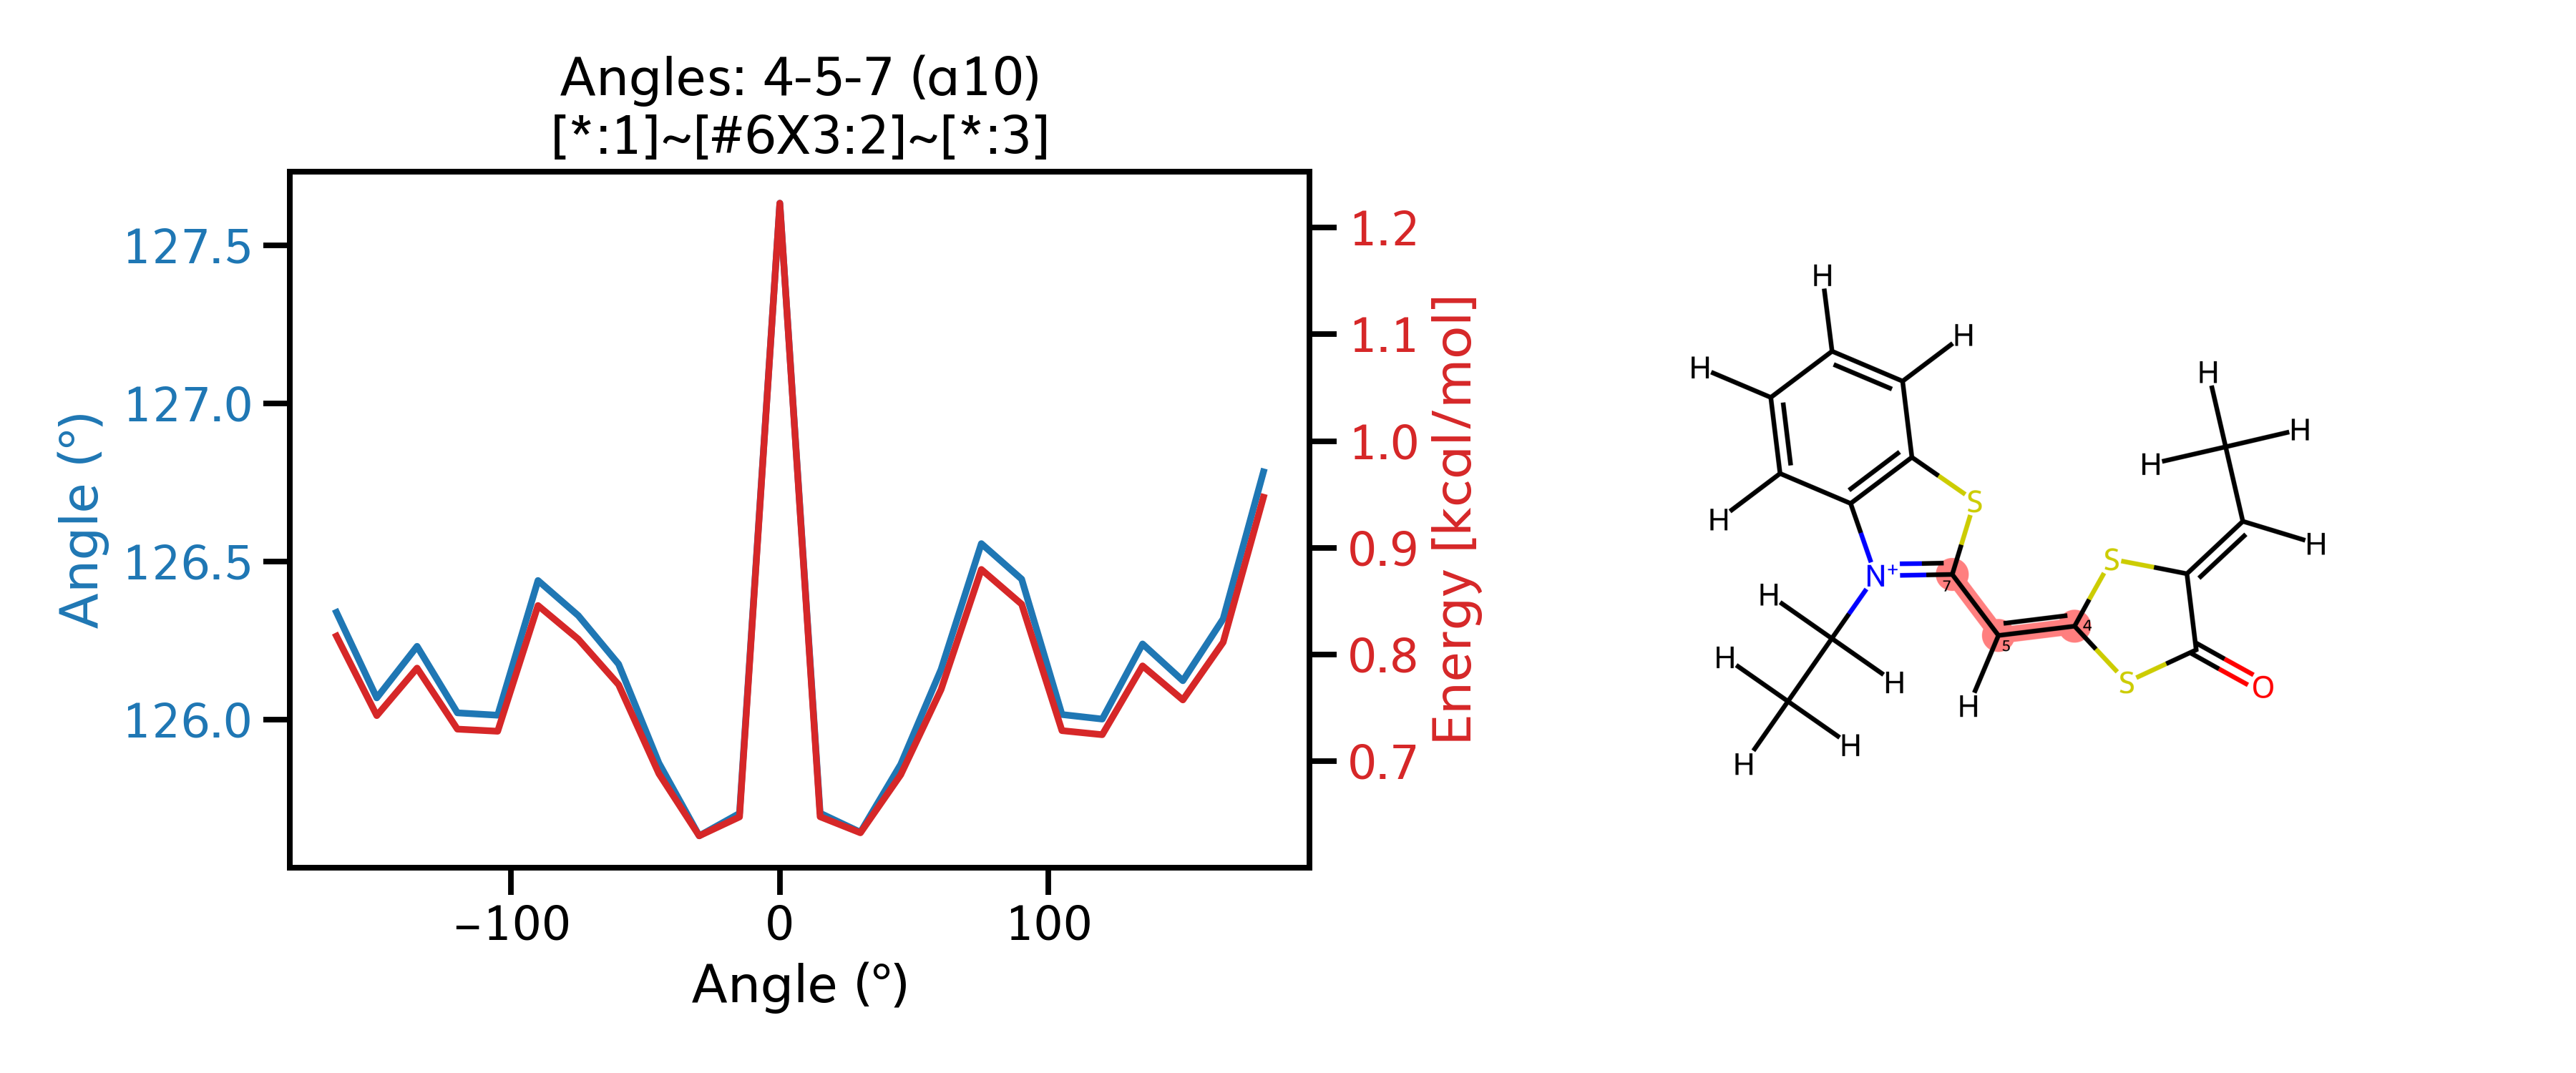 Angles: 4-5-7 (a10)
[*:1]~[#6X3:2]~[*:3]
127.5
127.0
126.5
126.0
Angle (°)
1.2
1.1
1.0
0.9
0.8
0.7
Energy [kcal/mol]
−100
0
100
Angle (°)
H
H
H
H
H
H
H
S
S
H
N+
7
H
4
5
H
H
S
O
H
H
H